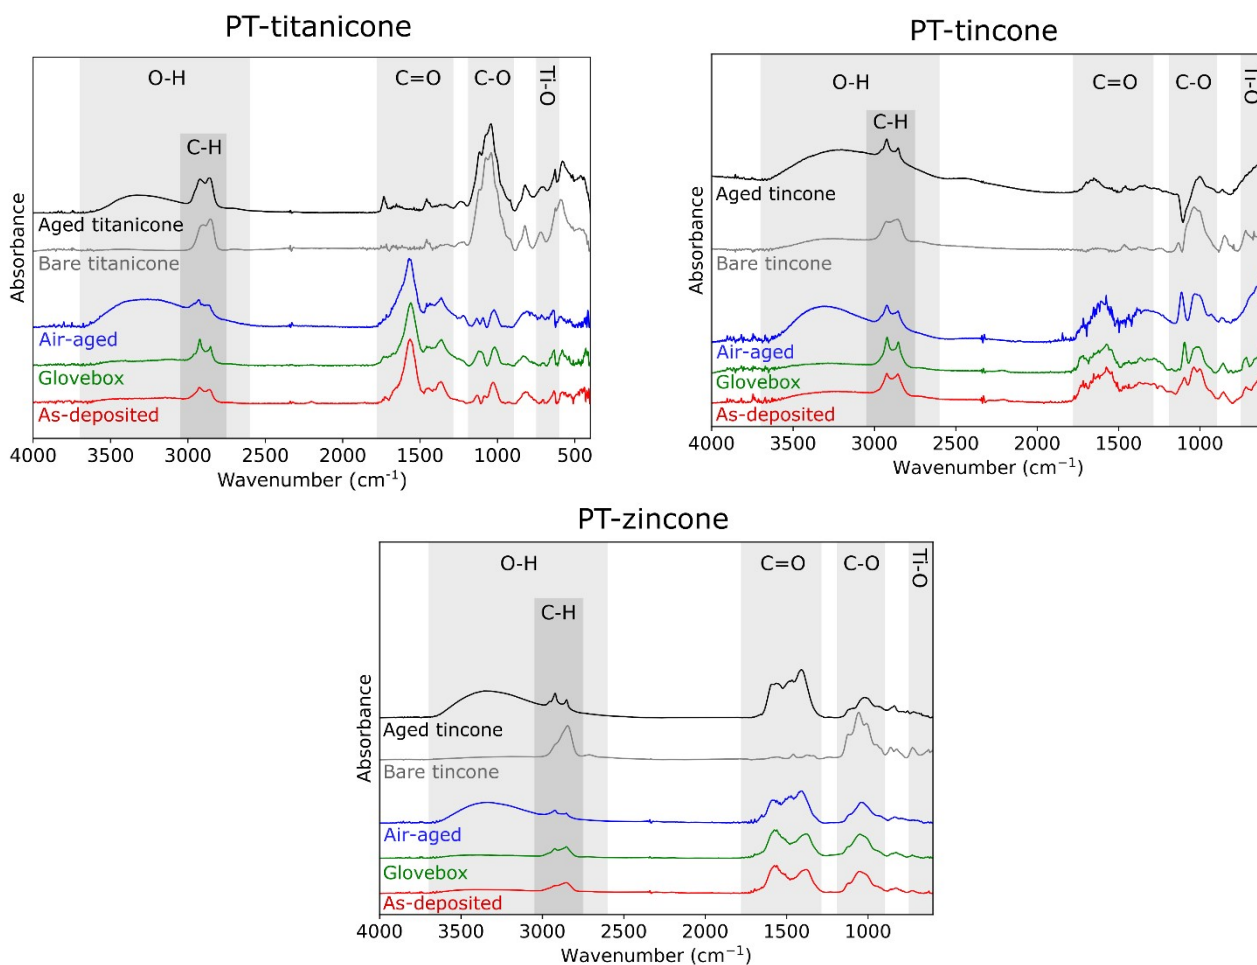 PT-titanicone
O-H
C=O
C-O
Ti-O
C-H
Aged titanicone
Bare titanicone
Air-aged
Glovebox
As-deposited
Absorbance
4000 3500 3000 2500 2000 1500 1000 500
Wavenumber (cm⁻¹)
PT-tincone
O-H
C=O
C-O
Ti-O
C-H
Aged tincone
Bare tincone
Air-aged
Glovebox
As-deposited
Absorbance
4000 3500 3000 2500 2000 1500 1000
Wavenumber (cm⁻¹)
PT-zincone
O-H
C=O
C-O
Ti-O
C-H
Aged tincone
Bare tincone
Air-aged
Glovebox
As-deposited
Absorbance
4000 3500 3000 2500 2000 1500 1000
Wavenumber (cm⁻¹)